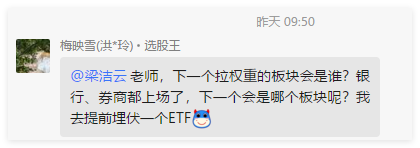 昨天 09:50
梅映雪(洪*玲)·选股王
@梁洁云 老师，下一个拉权重的板块会是谁？银
行、券商都上场了，下一个会是哪个板块呢？我
去提前埋伏一个ETF